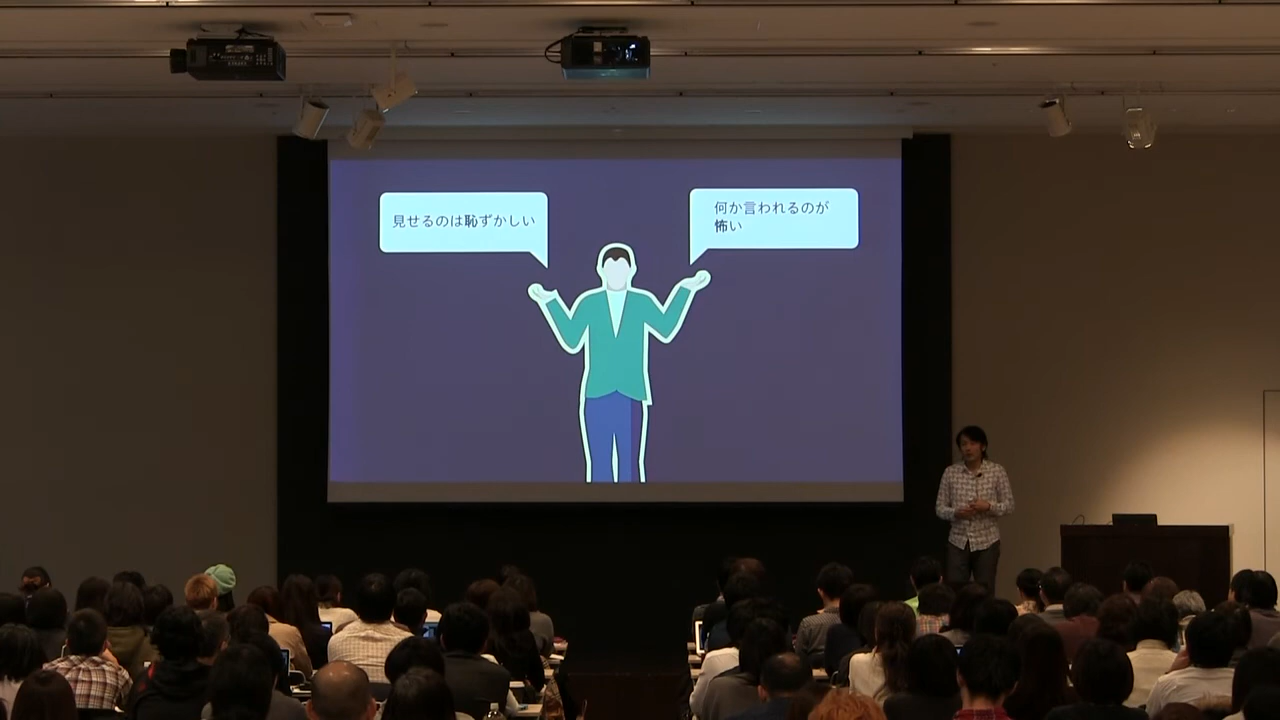 見せるのは恥ずかしい
何か言われるのが
怖い